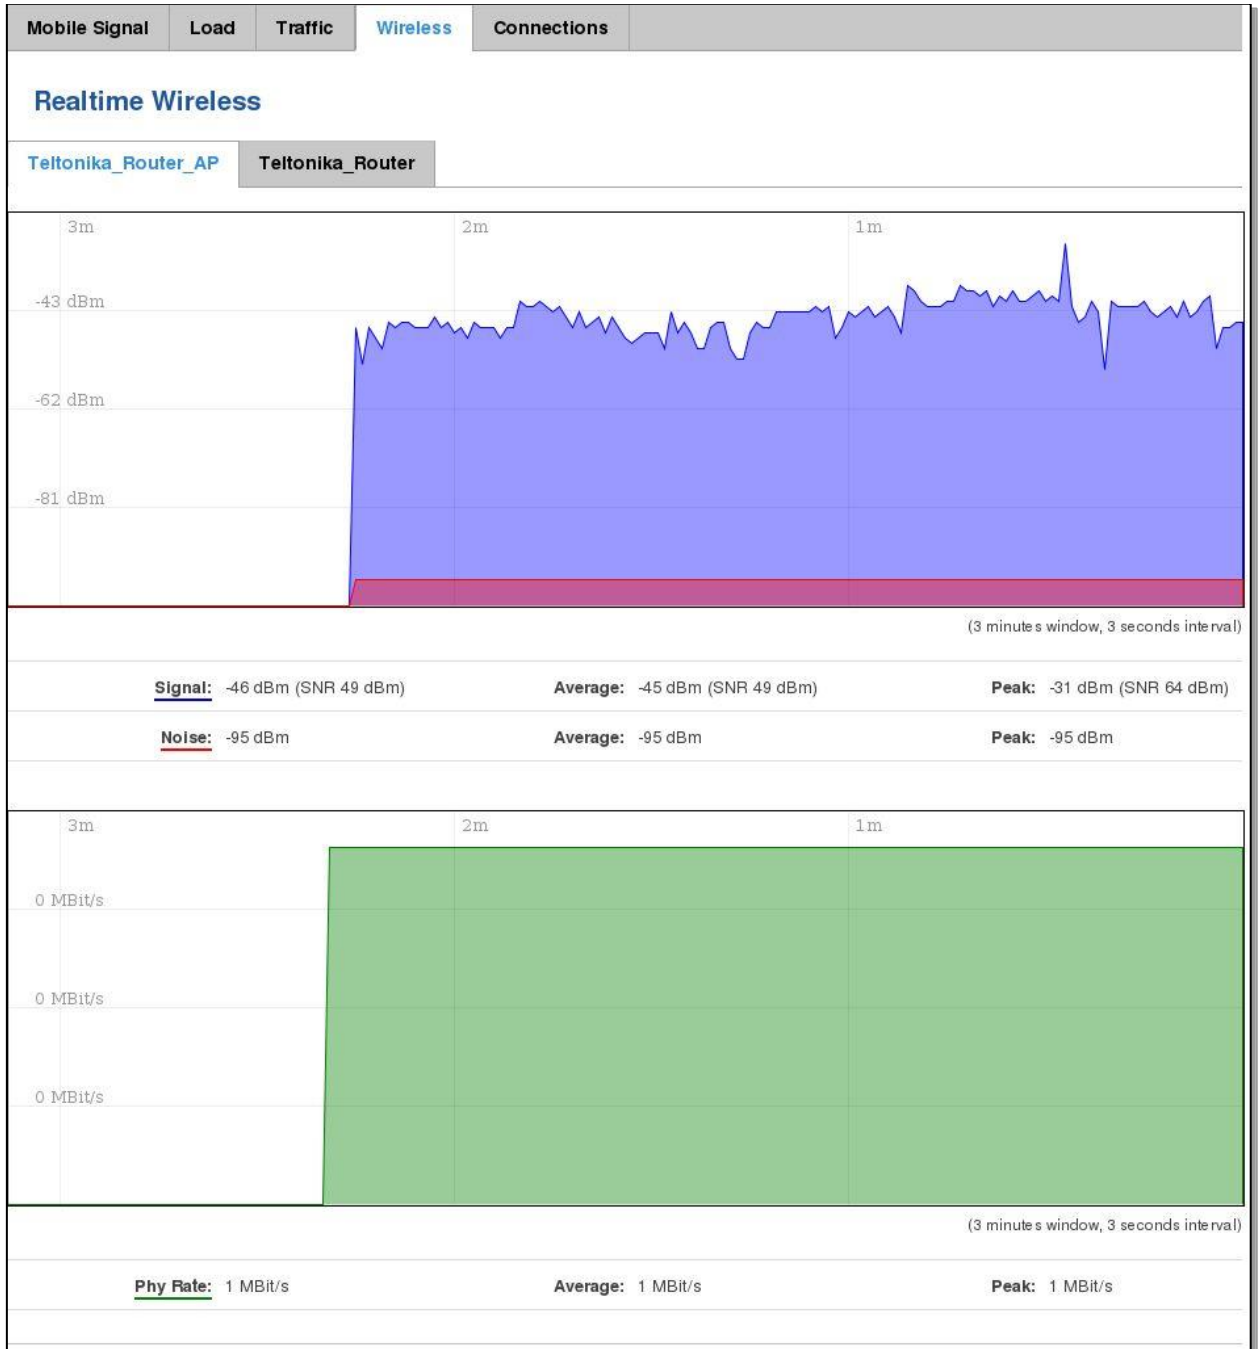 Mobile Signal Load Traffic Wireless Connections
Realtime Wireless
Teltonika_Router_AP Teltonika_Router
3m 2m 1m
-43 dBm
-62 dBm
-81 dBm
(3 minutes window, 3 seconds interval)
Signal: -46 dBm (SNR 49 dBm) Average: -45 dBm (SNR 49 dBm) Peak: -31 dBm (SNR 64 dBm)
Noise: -95 dBm Average: -95 dBm Peak: -95 dBm
3m 2m 1m
0 MBit/s
0 MBit/s
0 MBit/s
(3 minutes window, 3 seconds interval)
Phy Rate: 1 MBit/s Average: 1 MBit/s Peak: 1 MBit/s